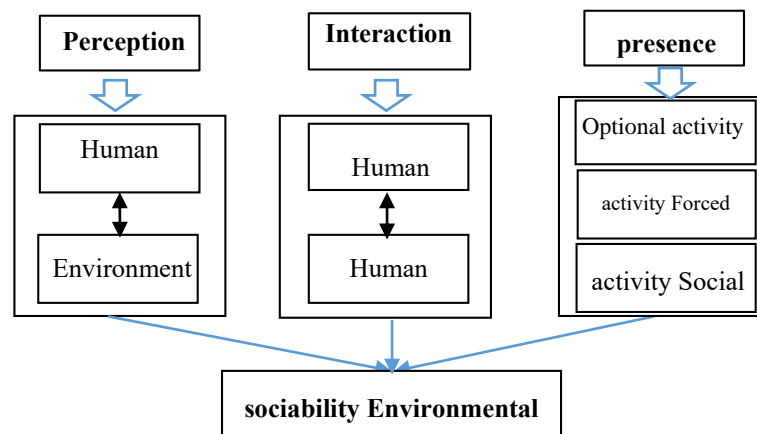 Perception
Interaction
presence
Human
Environment
Human
Human
Optional activity
activity Forced
activity Social
sociability Environmental